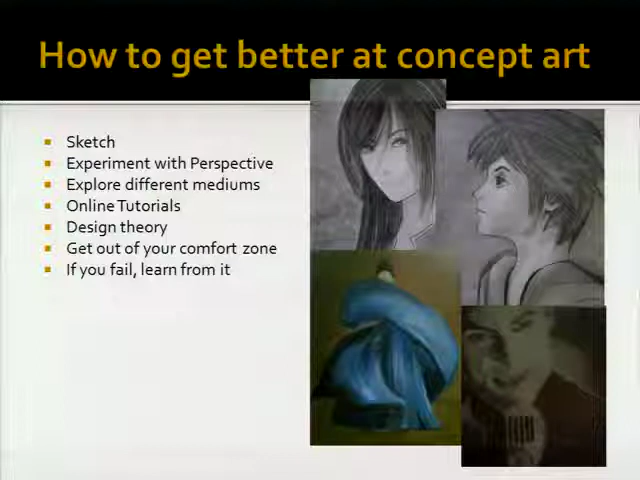 How to get better at concept art
Sketch
Experiment with Perspective
Explore different mediums
Online Tutorials
Design theory
Get out of your comfort zone
If you fail, learn from it